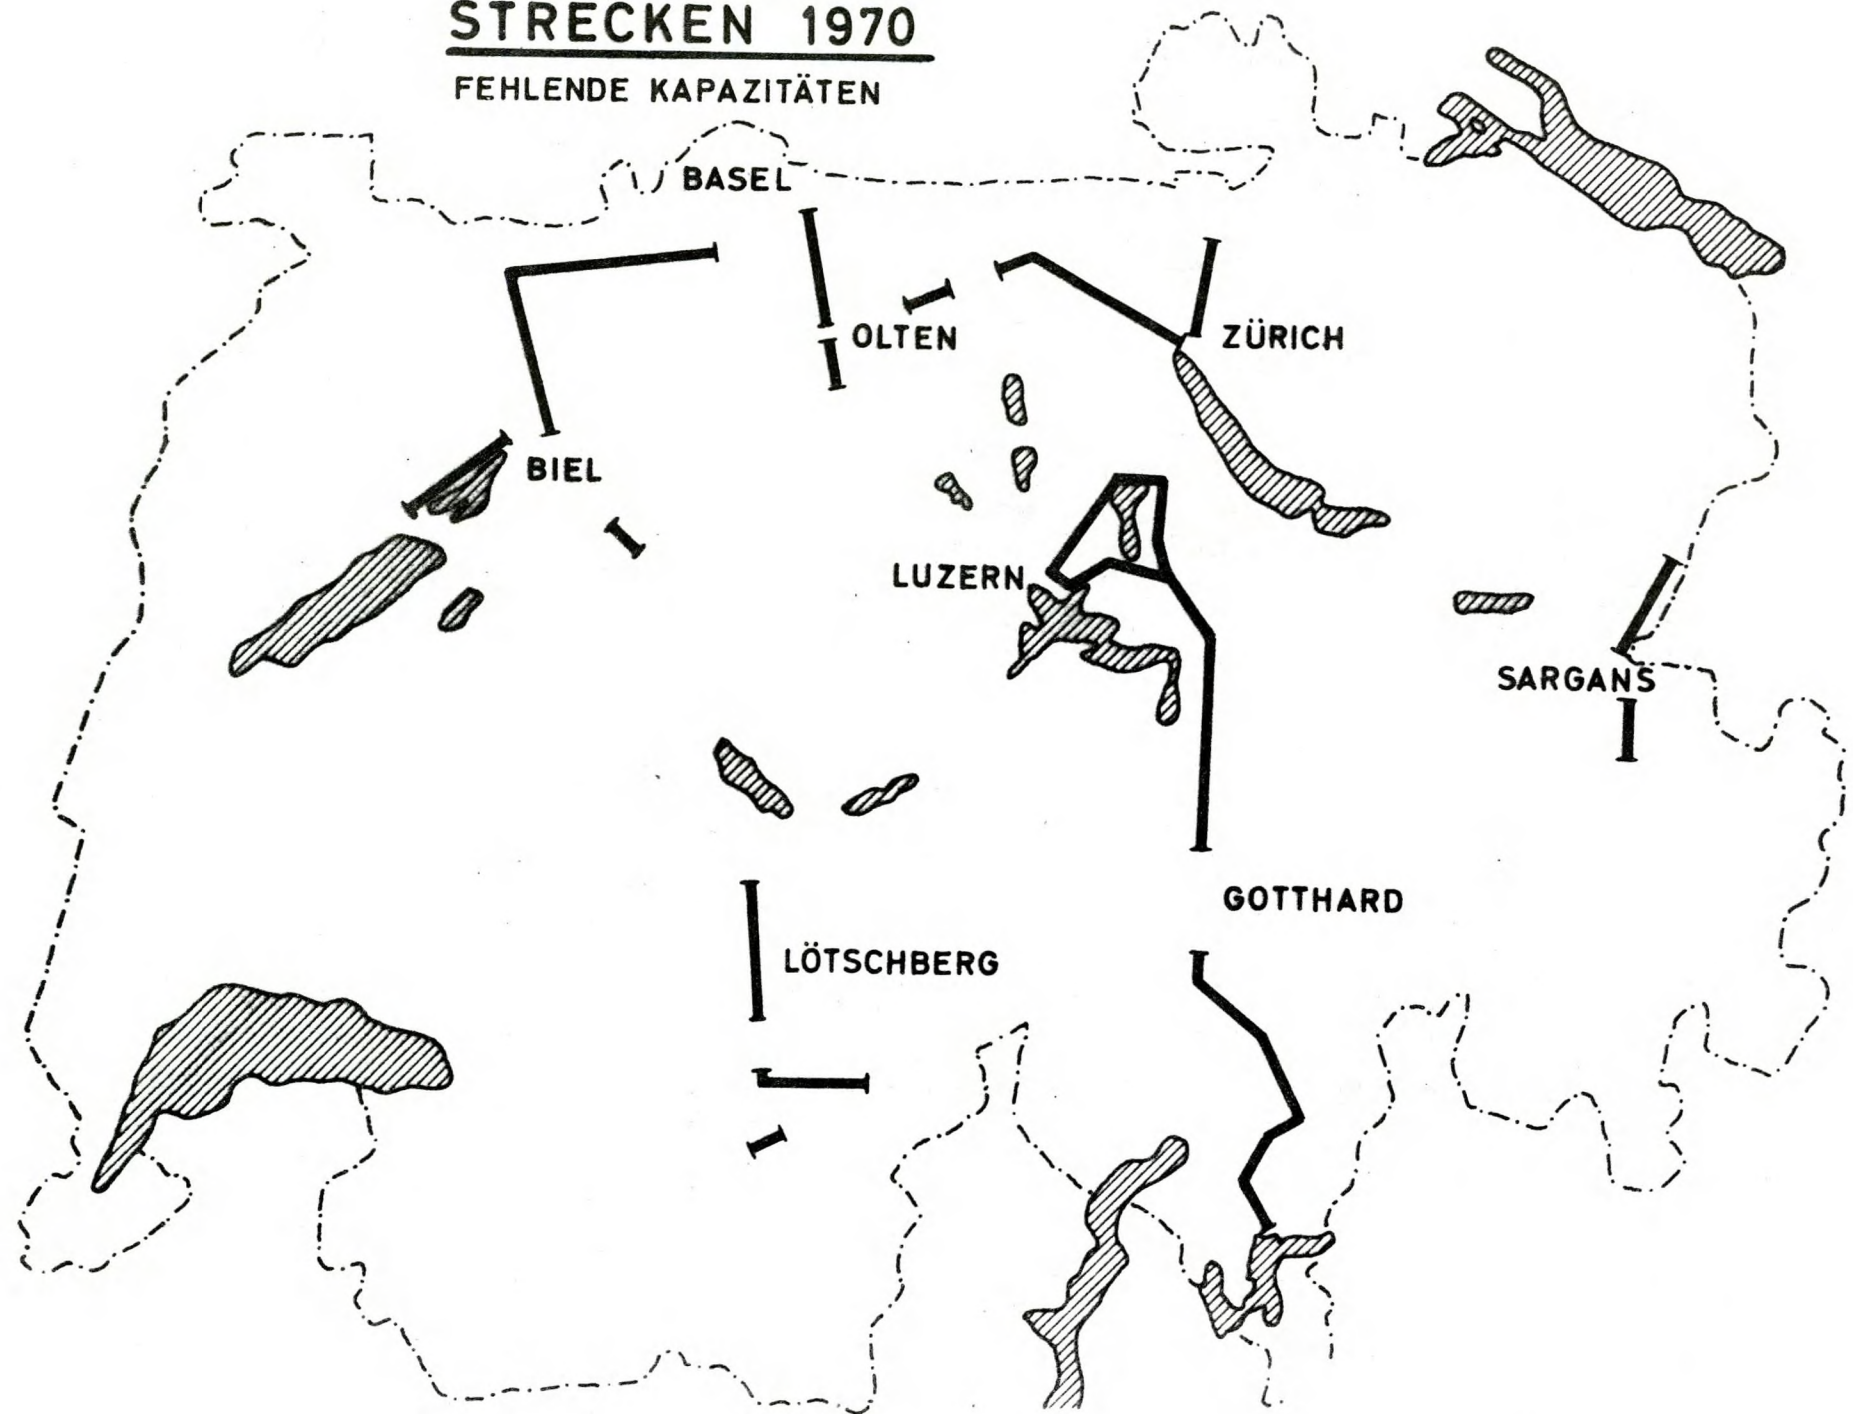 STRECKEN 1970
FEHLENDE KAPAZITÄTEN
BASEL
OLTEN
ZÜRICH
BIEL
LUZERN
SARGANS
GOTTHARD
LÖTSCHBERG